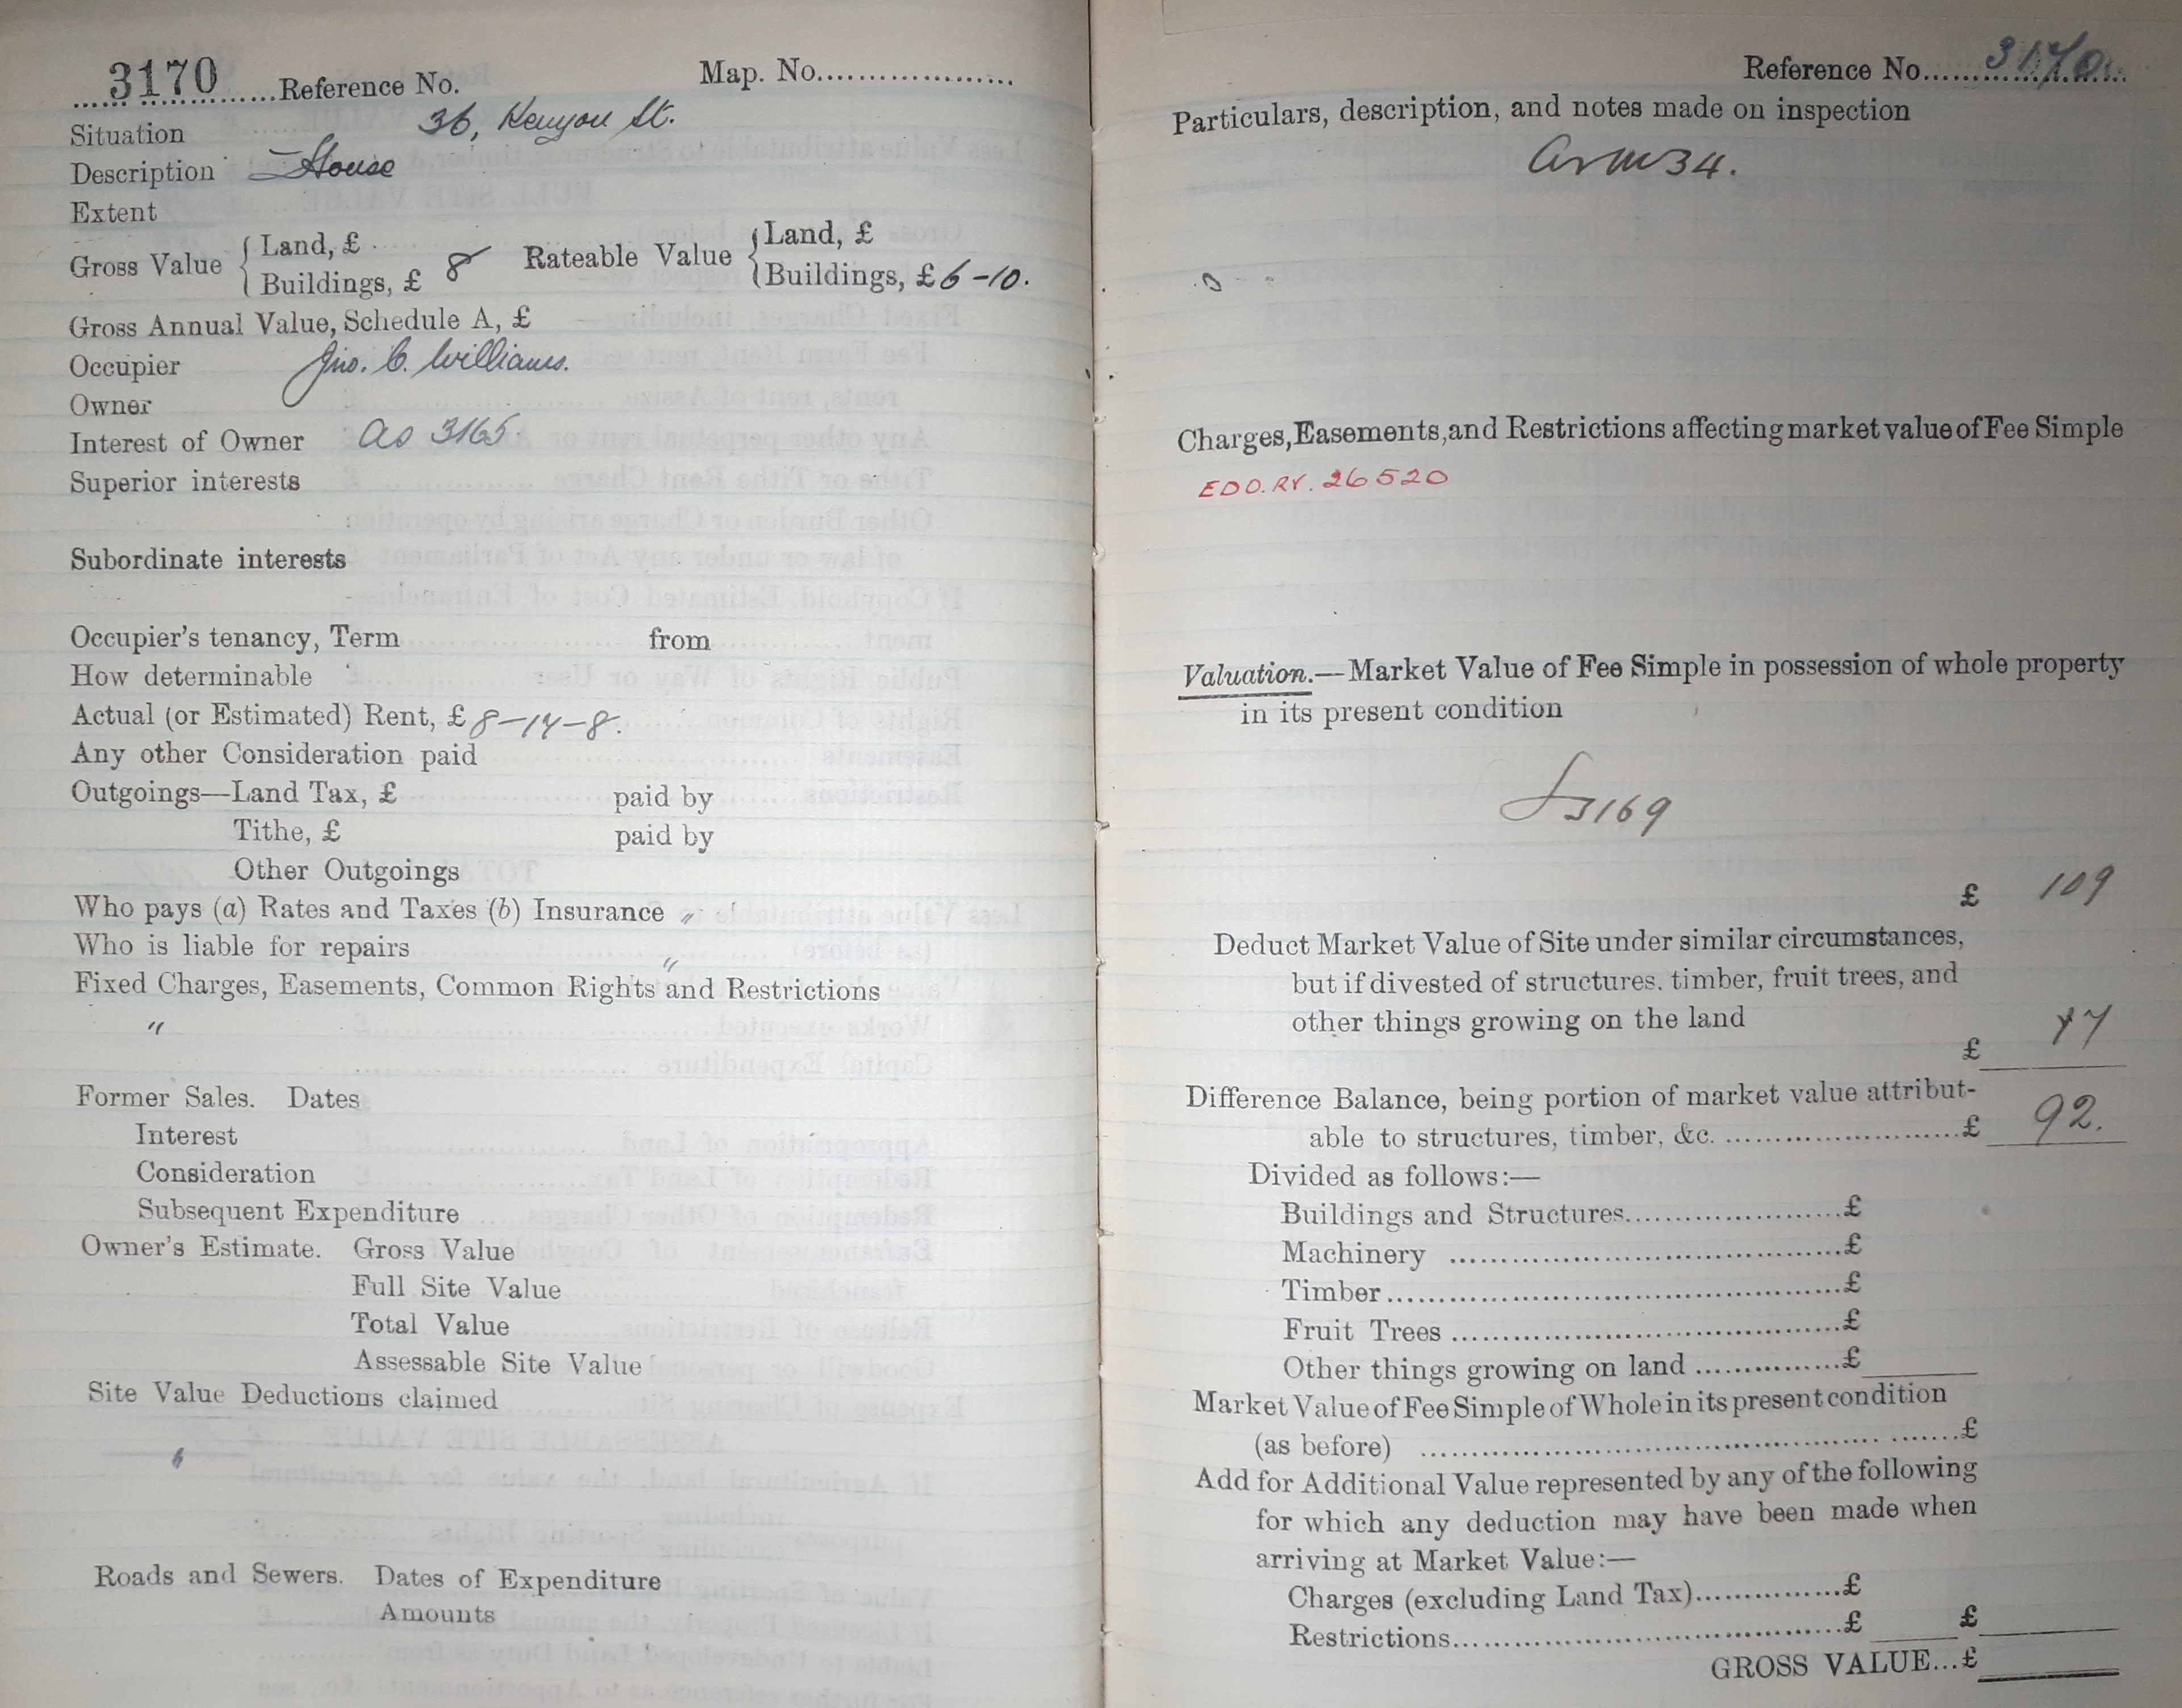 3170 Reference No. Map. No.
Situation 36, Kenyon St.
Description House
Extent
Gross Value { Land, £ Buildings, £ 8 Rateable Value { Land, £ Buildings, £ 6-10.
Gross Annual Value, Schedule A, £
Occupier Jno. C. Williams.
Owner
Interest of Owner as 3165.
Superior interests
Subordinate interests
Occupier's tenancy, Term from
How determinable
Actual (or Estimated) Rent, £ 8-14-8.
Any other Consideration paid
Outgoings—Land Tax, £ paid by
Tithe, £ paid by
Other Outgoings
Who pays (a) Rates and Taxes (b) Insurance "
Who is liable for repairs "
Fixed Charges, Easements, Common Rights and Restrictions
"
Former Sales. Dates
Interest
Consideration
Subsequent Expenditure
Owner's Estimate. Gross Value
Full Site Value
Total Value
Assessable Site Value
Site Value Deductions claimed
Roads and Sewers. Dates of Expenditure
Amounts
Reference No. 3170
Particulars, description, and notes made on inspection
34.
Charges, Easements, and Restrictions affecting market value of Fee Simple
EDO. RV. 26520
Valuation.—Market Value of Fee Simple in possession of whole property
in its present condition
3169
£ 109
Deduct Market Value of Site under similar circumstances,
but if divested of structures. timber, fruit trees, and
other things growing on the land
£ 17
Difference Balance, being portion of market value attribut-
able to structures, timber, &c. £ 92.
Divided as follows:—
Buildings and Structures £
Machinery £
Timber £
Fruit Trees £
Other things growing on land £
Market Value of Fee Simple of Whole in its present condition
(as before) £
Add for Additional Value represented by any of the following
for which any deduction may have been made when
arriving at Market Value:—
Charges (excluding Land Tax) £
Restrictions £ £
GROSS VALUE...£